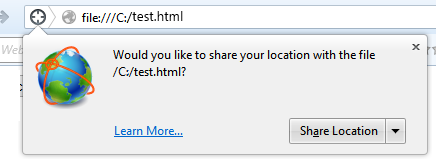 file:///C:/test.html
Web
Would you like to share your location with the file
/C:/test.html?
Learn More...
Share Location